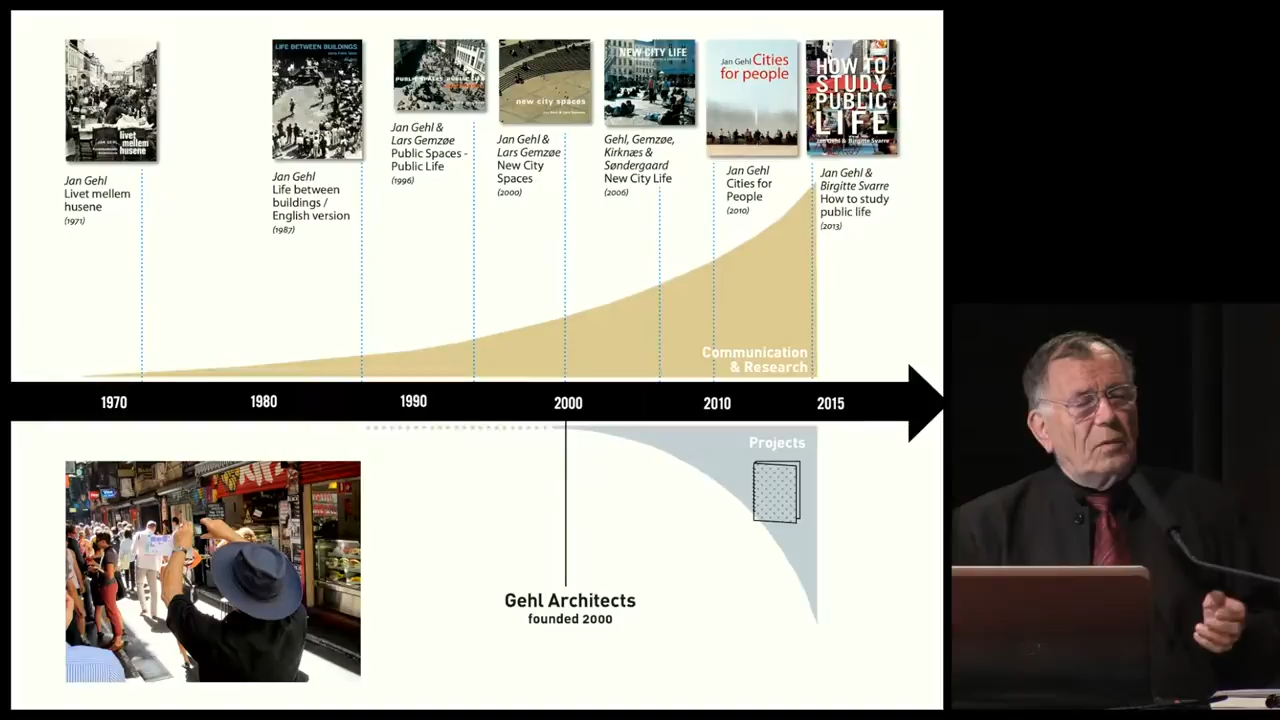 livet
mellem
husene
Jan Gehl
Livet mellem
husene
(1971)
LIFE BETWEEN BUILDINGS
Jan Gehl
Life between
buildings /
English version
(1987)
PUBLIC SPACES PUBLIC LIFE
Jan Gehl &
Lars Gemzøe
Public Spaces -
Public Life
(1996)
new city spaces
Jan Gehl &
Lars Gemzøe
New City
Spaces
(2000)
NEW CITY LIFE
Gehl, Gemzøe,
Kirknæs &
Søndergaard
New City Life
(2006)
Jan Gehl Cities
for people
Jan Gehl
Cities for
People
(2010)
HOW TO
STUDY
PUBLIC
LIFE
Jan Gehl & Birgitte Svarre
Jan Gehl &
Birgitte Svarre
How to study
public life
(2013)
Communication
& Research
1970 1980 1990 2000 2010 2015
Projects
Gehl Architects
founded 2000